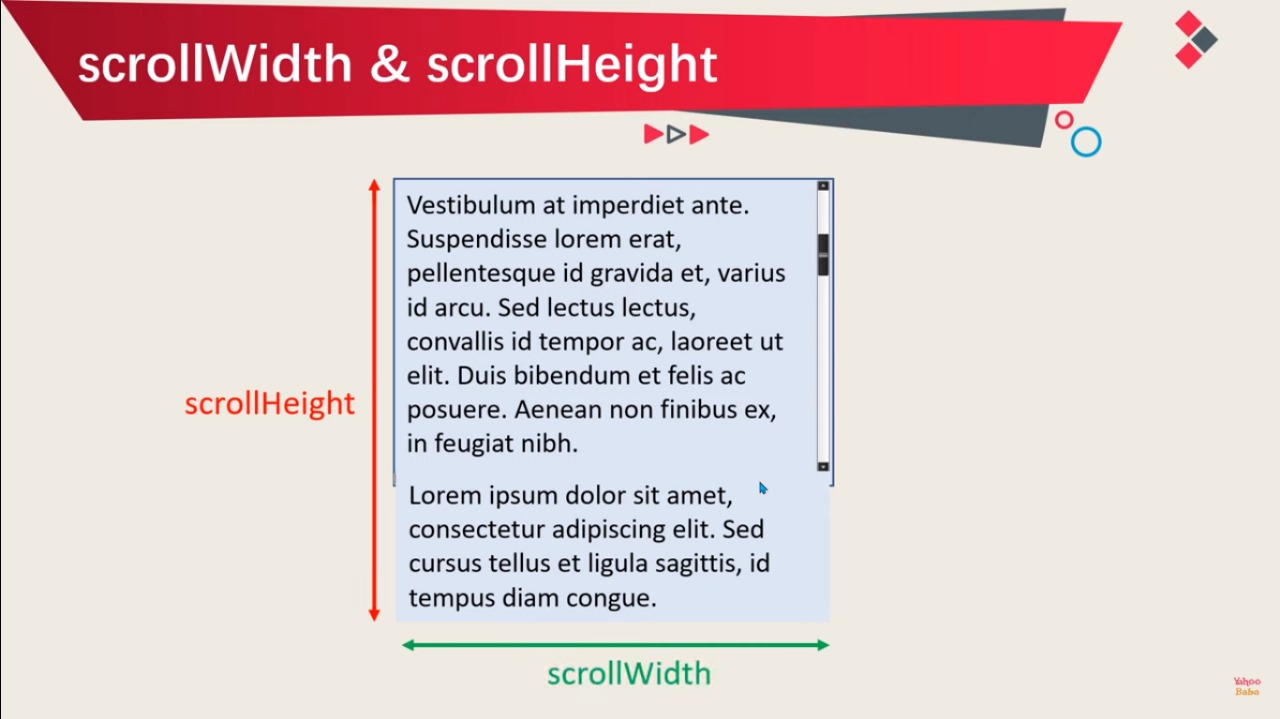 scrollWidth & scrollHeight
Vestibulum at imperdiet ante.
Suspendisse lorem erat,
pellentesque id gravida et, varius
id arcu. Sed lectus lectus,
convallis id tempor ac, laoreet ut
elit. Duis bibendum et felis ac
posuere. Aenean non finibus ex,
in feugiat nibh.
scrollHeight
Lorem ipsum dolor sit amet,
consectetur adipiscing elit. Sed
cursus tellus et ligula sagittis, id
tempus diam congue.
scrollWidth
Yahoo
Baba